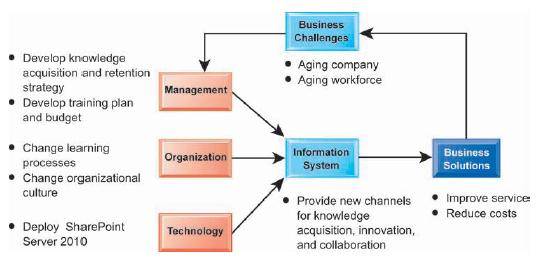 Business
Challenges
• Aging company
• Aging workforce
• Develop knowledge
acquisition and retention
strategy
• Develop training plan
and budget
Management
• Change learning
processes
• Change organizational
culture
Organization
Information
System
Business
Solutions
• Deploy SharePoint
Server 2010
Technology
• Provide new channels
for knowledge
acquisition, innovation,
and collaboration
• Improve service
• Reduce costs